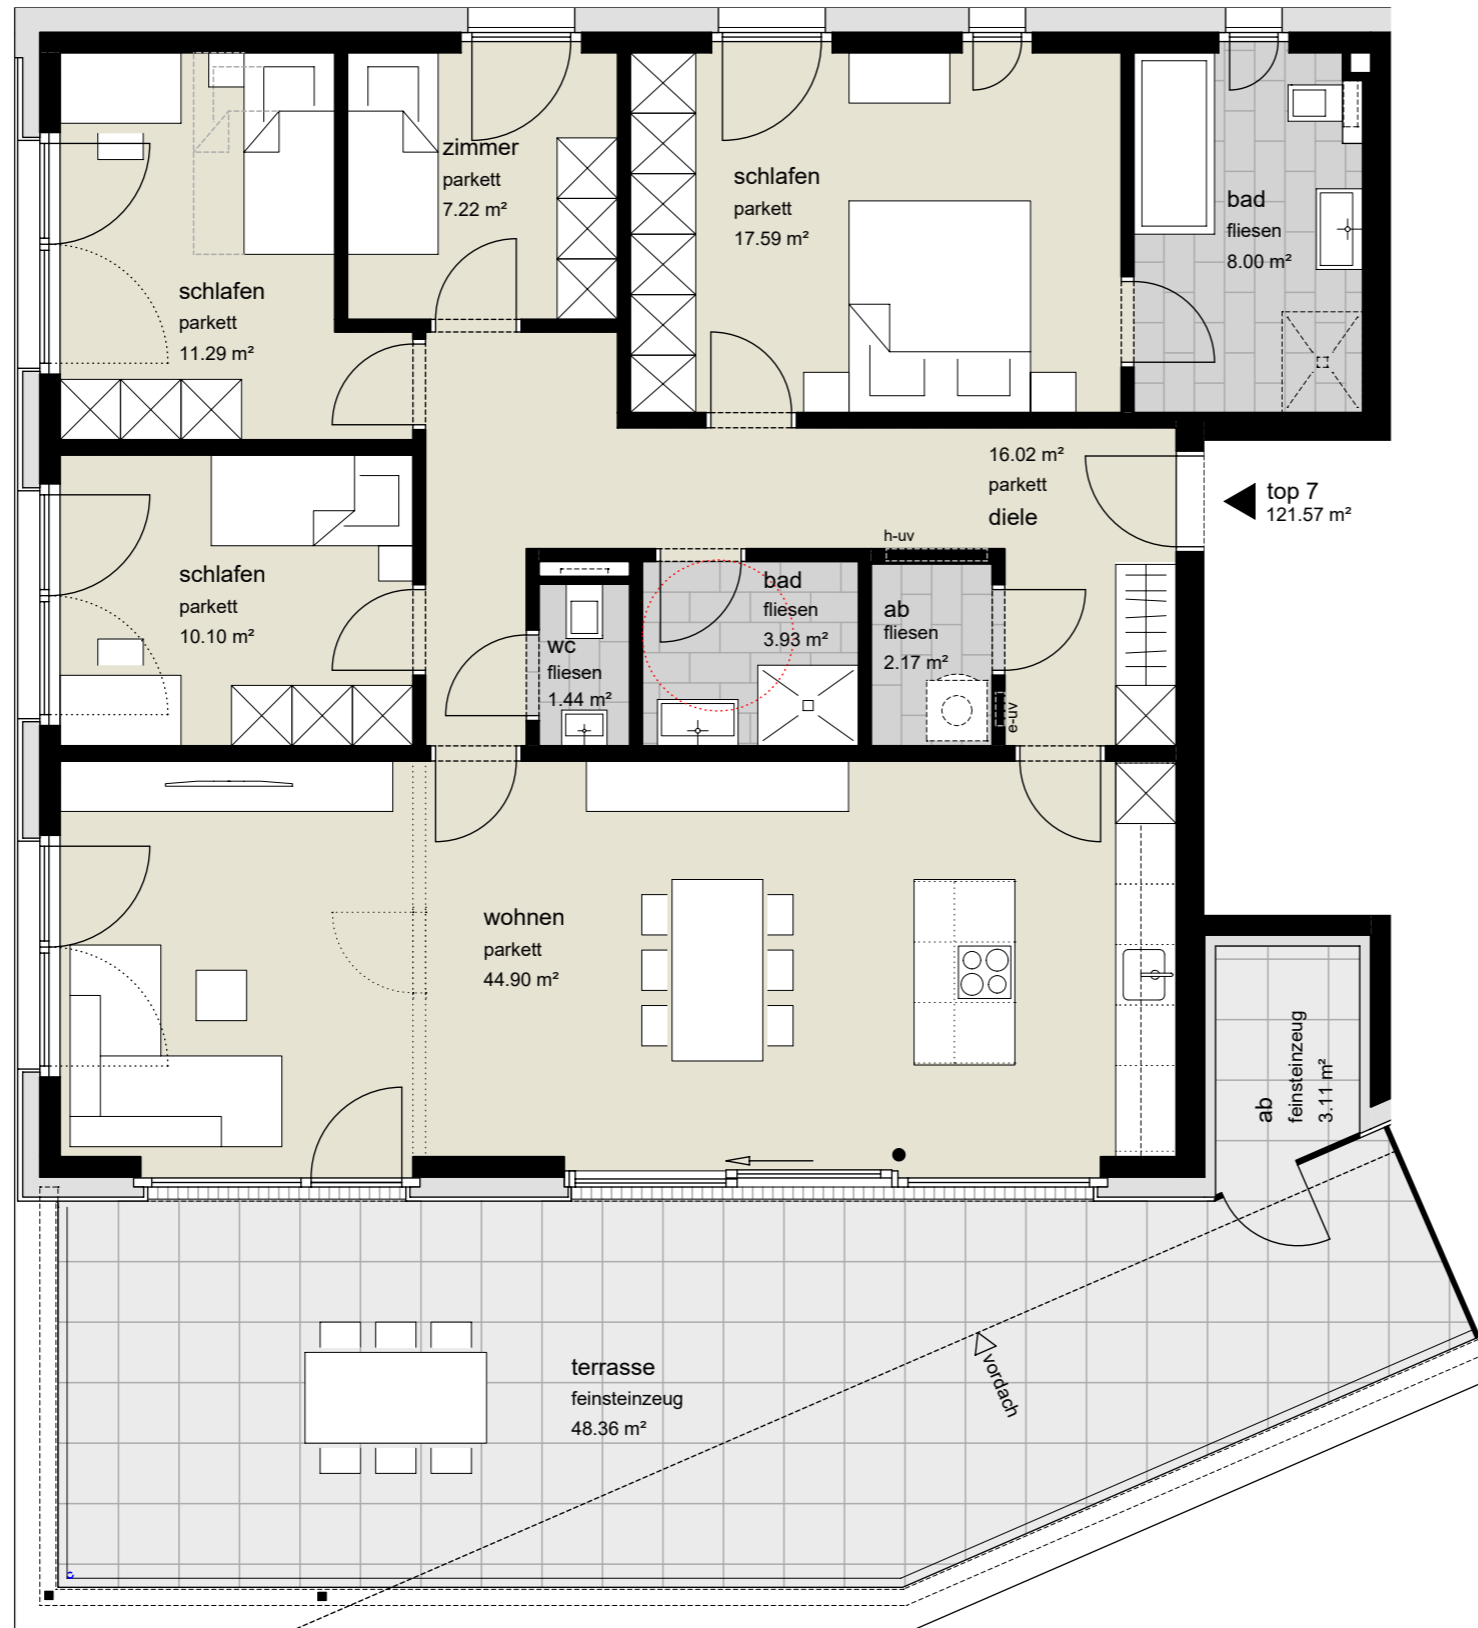 zimmer
parkett
7.22 m²
schlafen
parkett
17.59 m²
bad
fliesen
8.00 m²
schlafen
parkett
11.29 m²
16.02 m²
parkett
diele
top 7
121.57 m²
h-uv
schlafen
parkett
10.10 m²
wc
fliesen
1.44 m²
bad
fliesen
3.93 m²
ab
fliesen
2.17 m²
e-uv
wohnen
parkett
44.90 m²
ab
feinsteinzeug
3.11 m²
terrasse
feinsteinzeug
48.36 m²
vordach